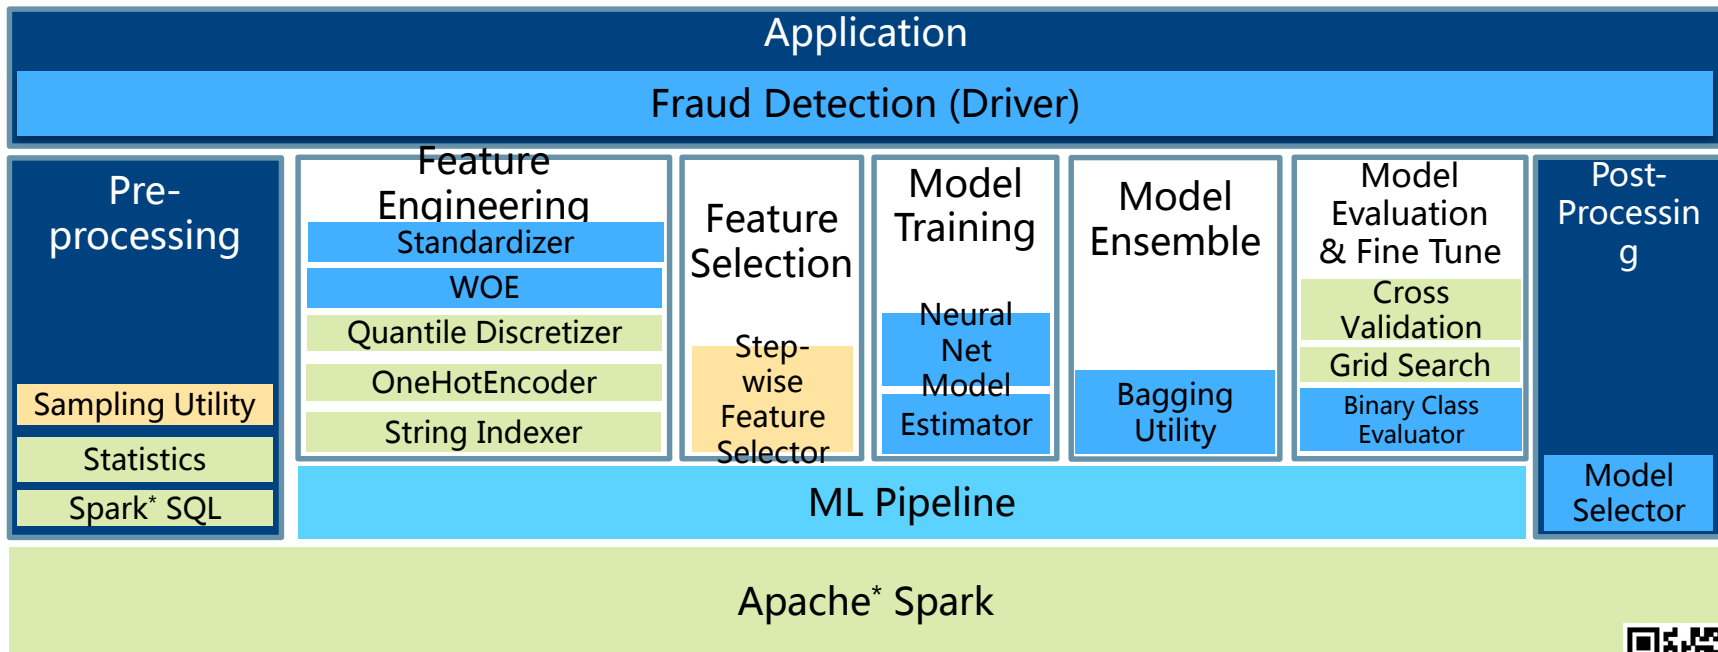 Application
Fraud Detection (Driver)
Pre-
processing
Sampling Utility
Statistics
Spark* SQL
Feature
Engineering
Standardizer
WOE
Quantile Discretizer
OneHotEncoder
String Indexer
Feature
Selection
Step-
wise
Feature
Selector
Model
Training
Neural
Net
Model
Estimator
Model
Ensemble
Bagging
Utility
Model
Evaluation
& Fine Tune
Cross
Validation
Grid Search
Binary Class
Evaluator
Post-
Processin
g
Model
Selector
ML Pipeline
Apache* Spark